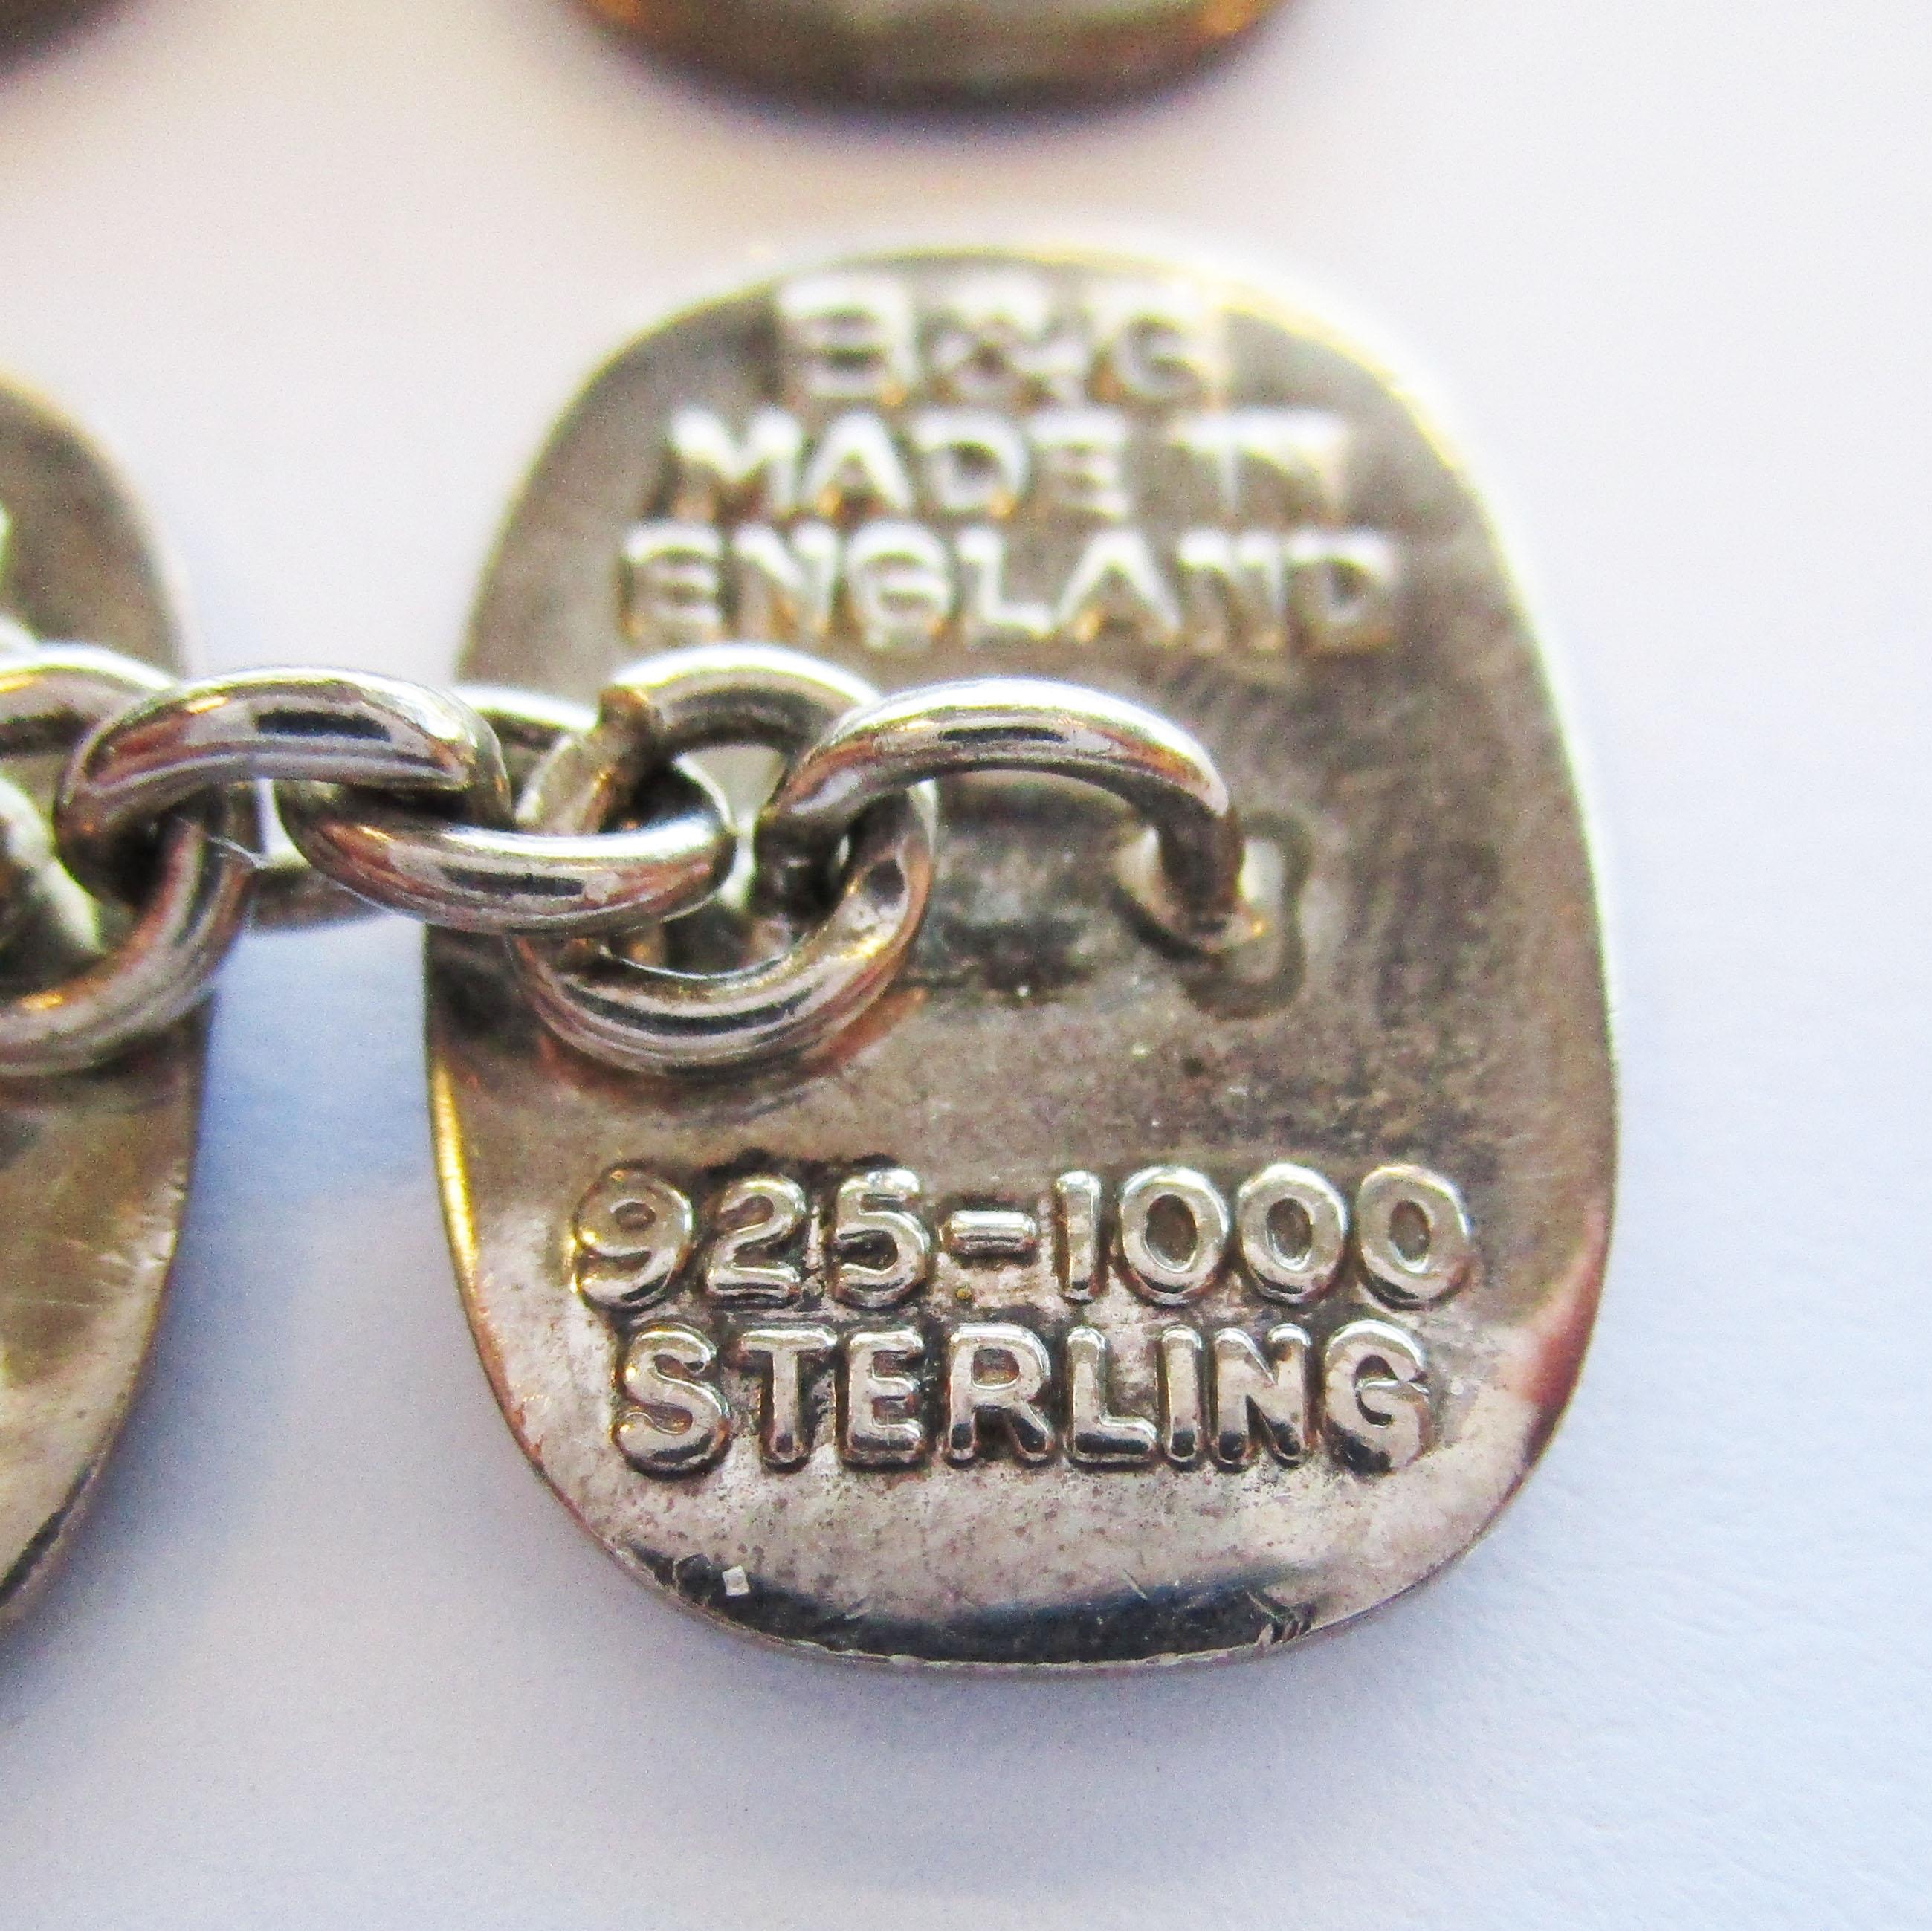 B&G
MADE IN
ENGLAND
925-1000
STERLING